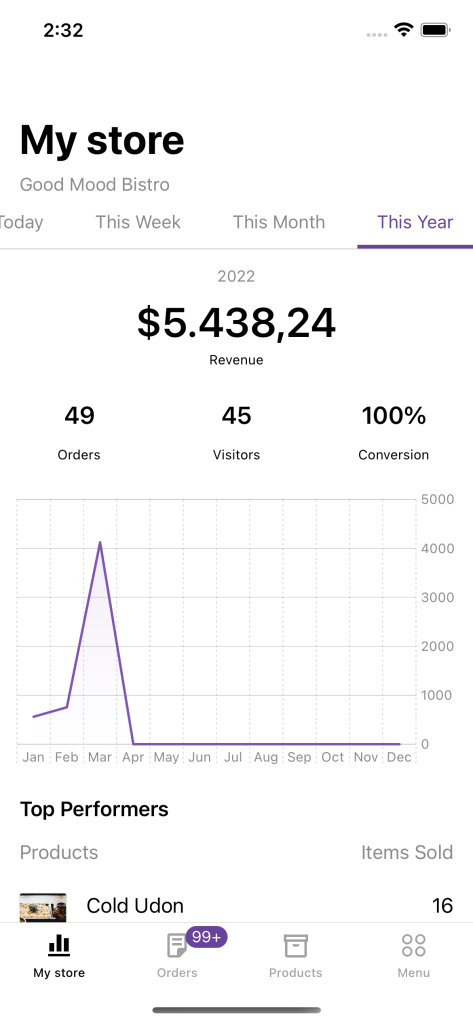 2:32
My store
Good Mood Bistro
Today This Week This Month This Year
2022
$5.438,24
Revenue
49 45 100%
Orders Visitors Conversion
5000
4000
3000
2000
1000
0
Jan Feb Mar Apr May Jun Jul Aug Sep Oct Nov Dec
Top Performers
Products Items Sold
Cold Udon 16
99+
My store Orders Products Menu